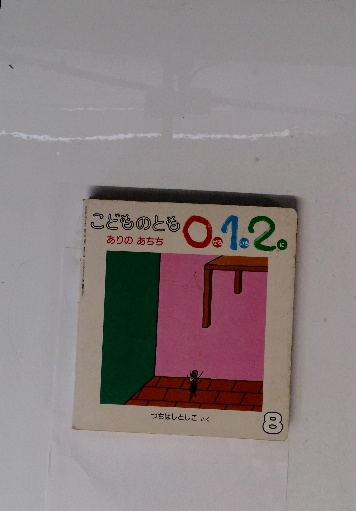 こどものとも 0.1.2.
ありの あちち
つちはしとしこ さく
8